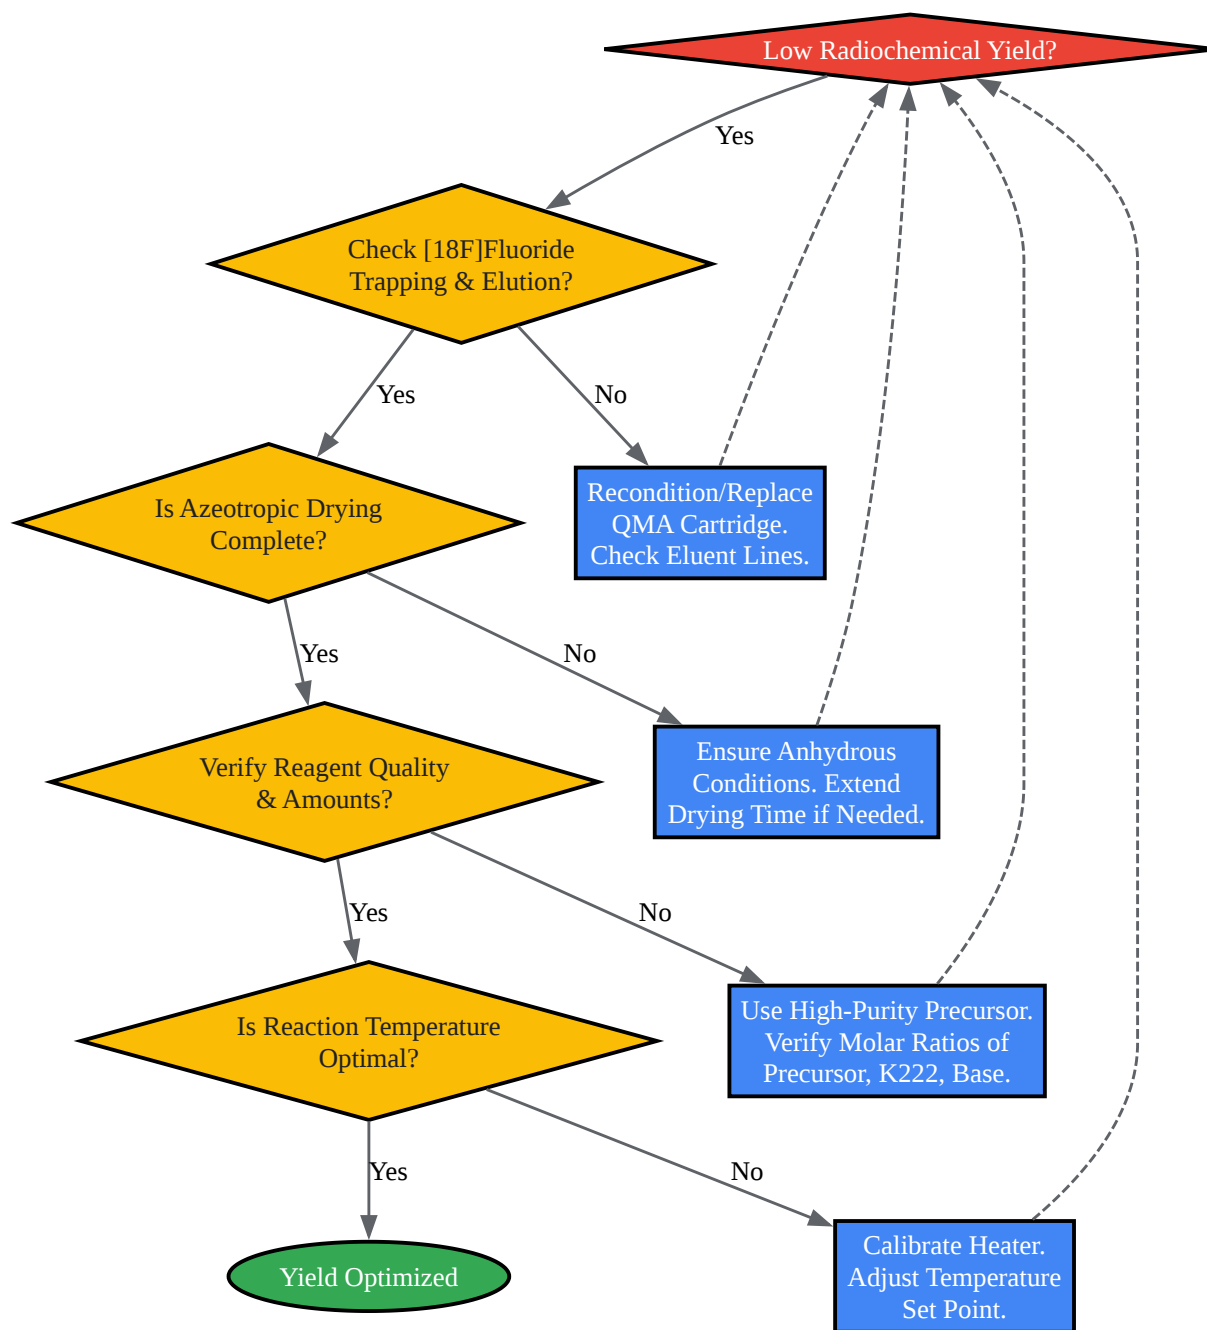 Low Radiochemical Yield?
Yes
Check [18F]Fluoride
Trapping & Elution?
Yes
No
Recondition/Replace
QMA Cartridge.
Check Eluent Lines.
Is Azeotropic Drying
Complete?
Yes
No
Ensure Anhydrous
Conditions. Extend
Drying Time if Needed.
Verify Reagent Quality
& Amounts?
Yes
No
Use High-Purity Precursor.
Verify Molar Ratios of
Precursor, K222, Base.
Is Reaction Temperature
Optimal?
Yes
No
Calibrate Heater.
Adjust Temperature
Set Point.
Yield Optimized